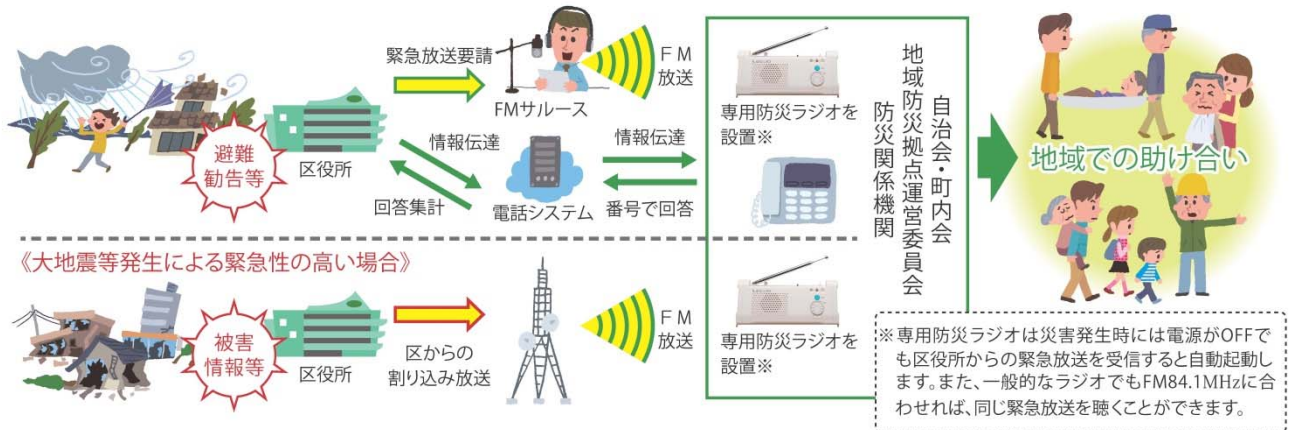 緊急放送要請
FMサルース
FM
放送
避難
勧告等
区役所
情報伝達
回答集計
電話システム
情報伝達
番号で回答
専用防災ラジオを
設置※
自治会・町内会
地域防災拠点運営委員会
防災関係機関
地域での助け合い
《大地震等発生による緊急性の高い場合》
被害
情報等
区役所
区からの
割り込み放送
FM
放送
専用防災ラジオを
設置※
※専用防災ラジオは災害発生時には電源がOFFで
も区役所からの緊急放送を受信すると自動起動し
ます。また、一般的なラジオでもFM84.1MHzに合
わせれば、同じ緊急放送を聴くことができます。